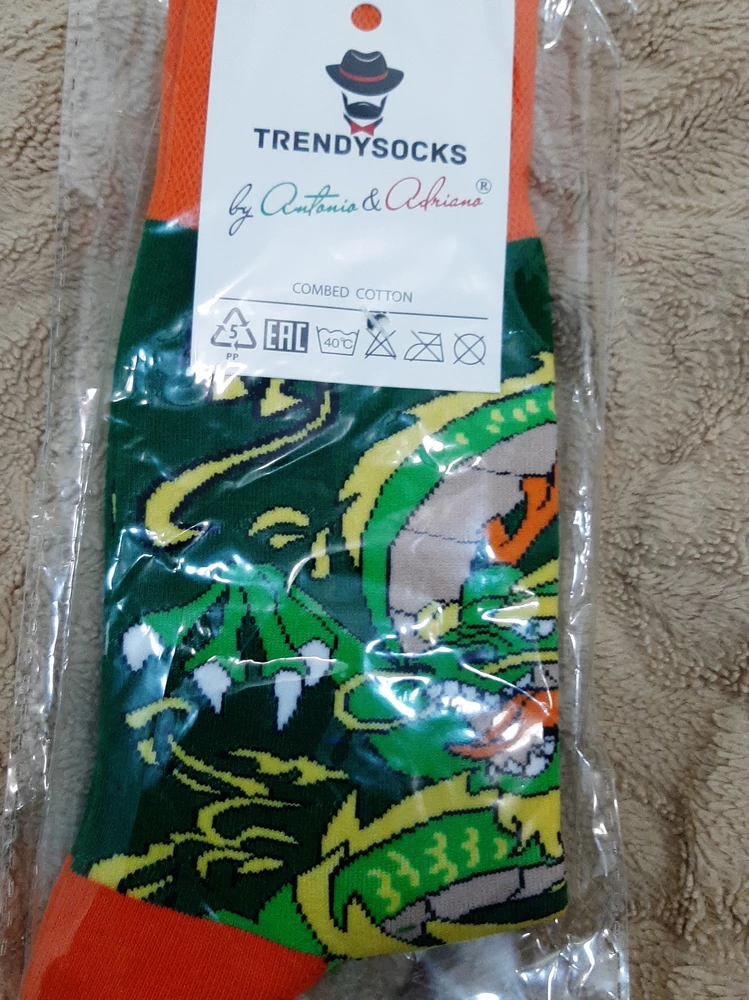 TRENDYSOCKS
by Antonio & Adriano®
COMBED COTTON
5 EAC 40°C
PP